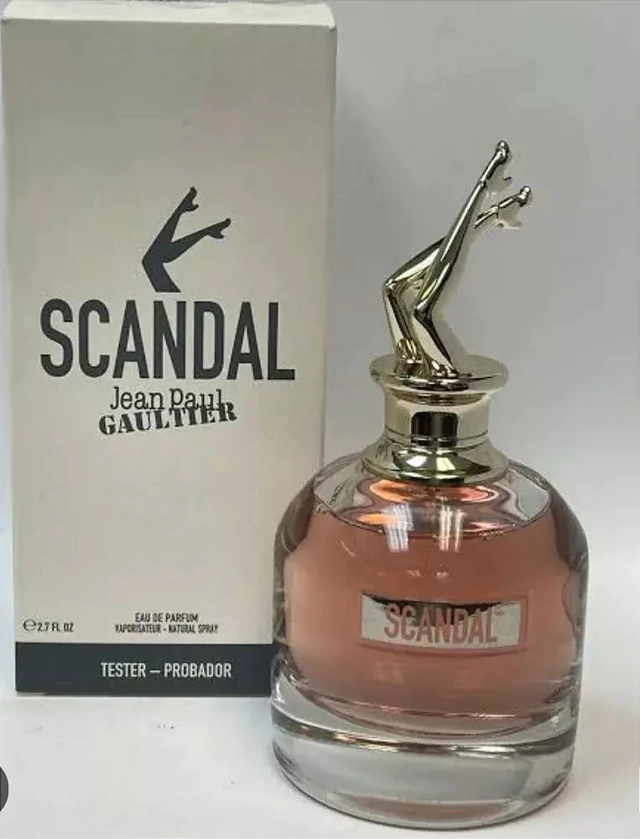 SCANDAL
Jean Paul
GAULTIER
℮2.7 FL. OZ
EAU DE PARFUM
VAPORISATEUR - NATURAL SPRAY
TESTER – PROBADOR
SCANDAL